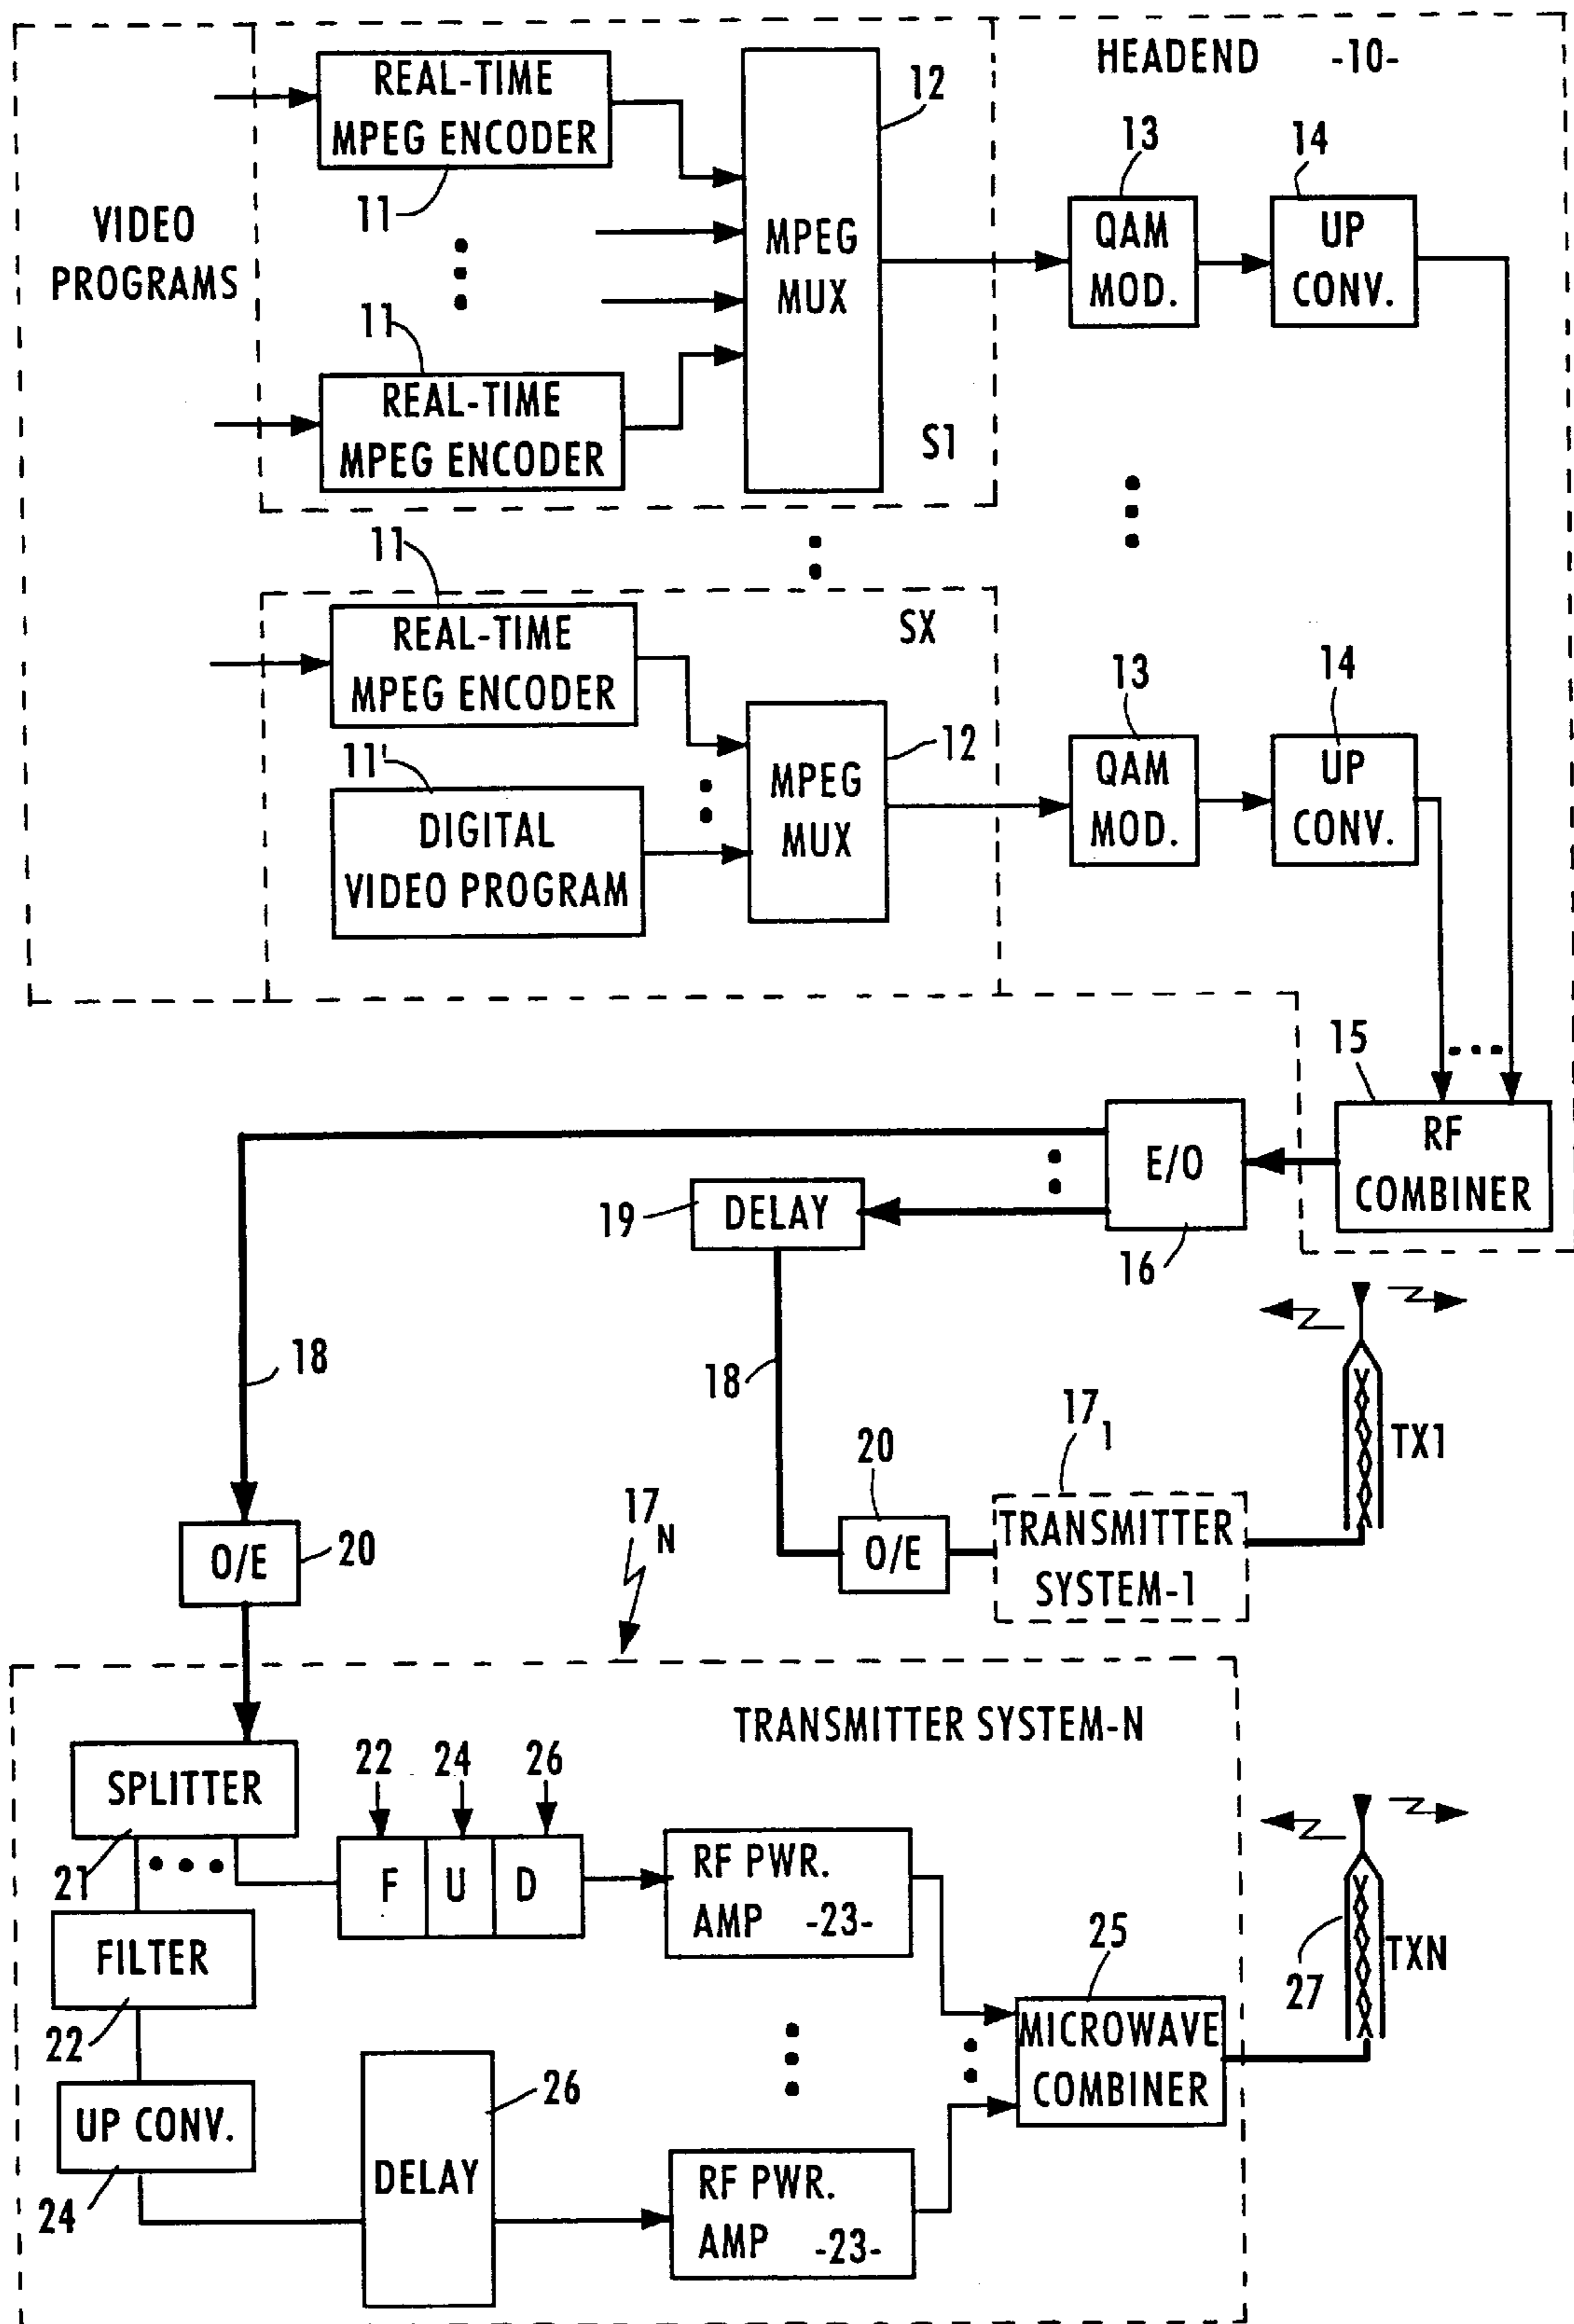 HEADEND -10-
REAL-TIME
MPEG ENCODER
11
12
13
14
VIDEO
PROGRAMS
MPEG
MUX
QAM
MOD.
UP
CONV.
11
REAL-TIME
MPEG ENCODER
S1
11
REAL-TIME
MPEG ENCODER
SX
13
14
11'
12
DIGITAL
VIDEO PROGRAM
MPEG
MUX
QAM
MOD.
UP
CONV.
15
RF
COMBINER
E/O
16
19
DELAY
18
18
17 1
TX1
20
O/E
TRANSMITTER
SYSTEM-1
17 N
O/E
20
TRANSMITTER SYSTEM-N
SPLITTER
21
22
24
26
F
U
D
RF PWR.
AMP -23-
FILTER
22
25
MICROWAVE
COMBINER
27
TXN
UP CONV.
24
26
DELAY
RF PWR.
AMP -23-